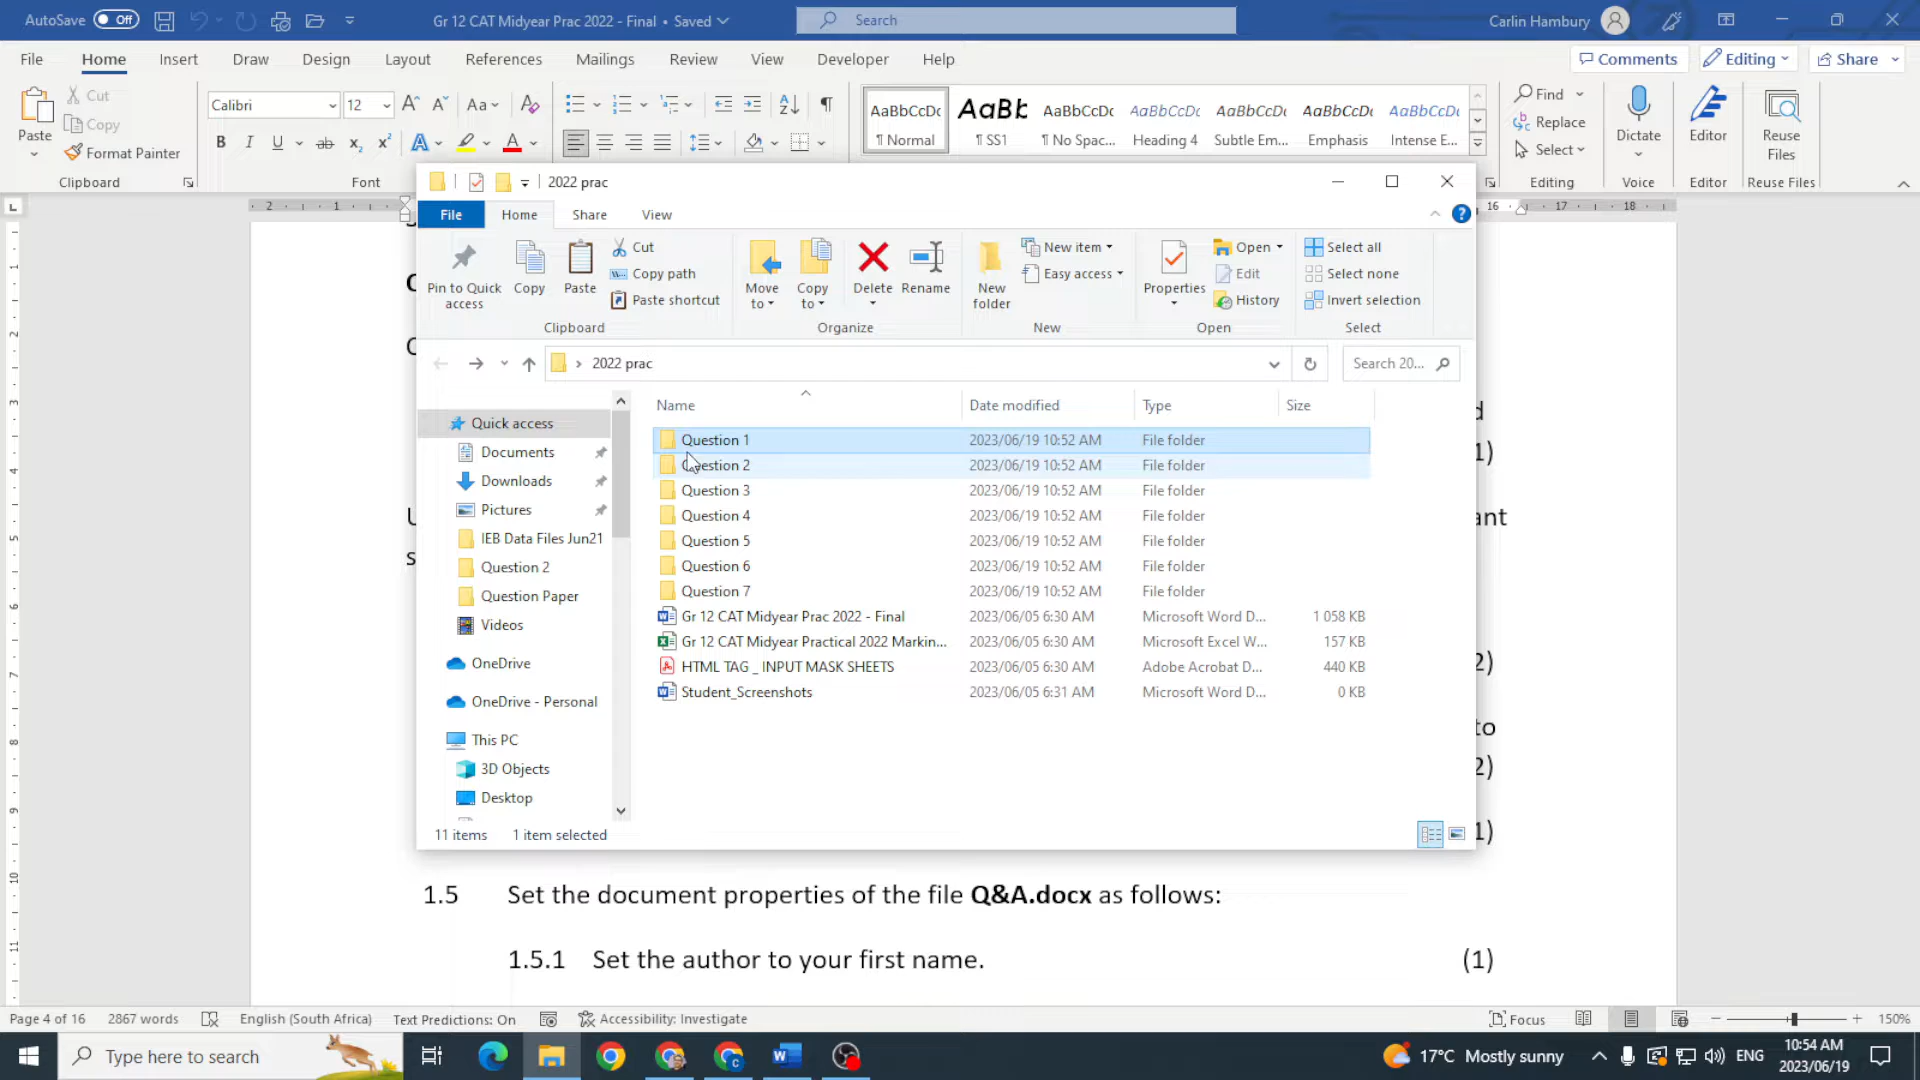 AutoSave Off Gr 12 CAT Midyear Prac 2022 - Final • Saved Search Carlin Hambury
File Home Insert Draw Design Layout References Mailings Review View Developer Help Comments Editing Share
Paste Cut Copy Format Painter
Calibri 12
AaBbCcDc AaBb AaBbCcDc AaBbCcDc AaBbCcDc AaBbCcDc AaBbCcDc
¶ Normal ¶ SS1 ¶ No Spac... Heading 4 Subtle Em... Emphasis Intense E...
Find Replace Select Dictate Editor Reuse Files
Clipboard Font Editing Voice Editor Reuse Files
2022 prac
File Home Share View
Pin to Quick access Copy Paste Cut Copy path Paste shortcut
Move to Copy to Delete Rename New folder New item Easy access
Properties Open Edit History Select all Select none Invert selection
Clipboard Organize New Open Select
2022 prac Search 20...
Name Date modified Type Size
Question 1 2023/06/19 10:52 AM File folder
Question 2 2023/06/19 10:52 AM File folder
Question 3 2023/06/19 10:52 AM File folder
Question 4 2023/06/19 10:52 AM File folder
Question 5 2023/06/19 10:52 AM File folder
Question 6 2023/06/19 10:52 AM File folder
Question 7 2023/06/19 10:52 AM File folder
Gr 12 CAT Midyear Prac 2022 - Final 2023/06/05 6:30 AM Microsoft Word D... 1 058 KB
Gr 12 CAT Midyear Practical 2022 Markin... 2023/06/05 6:30 AM Microsoft Excel W... 157 KB
HTML TAG _ INPUT MASK SHEETS 2023/06/05 6:30 AM Adobe Acrobat D... 440 KB
Student_Screenshots 2023/06/05 6:31 AM Microsoft Word D... 0 KB
Quick access
Documents
Downloads
Pictures
IEB Data Files Jun21
Question 2
Question Paper
Videos
OneDrive
OneDrive - Personal
This PC
3D Objects
Desktop
11 items 1 item selected
1.5 Set the document properties of the file Q&A.docx as follows:
1.5.1 Set the author to your first name. (1)
Page 4 of 16 2867 words English (South Africa) Text Predictions: On Accessibility: Investigate Focus 150%
Type here to search 17°C Mostly sunny ENG 10:54 AM
2023/06/19